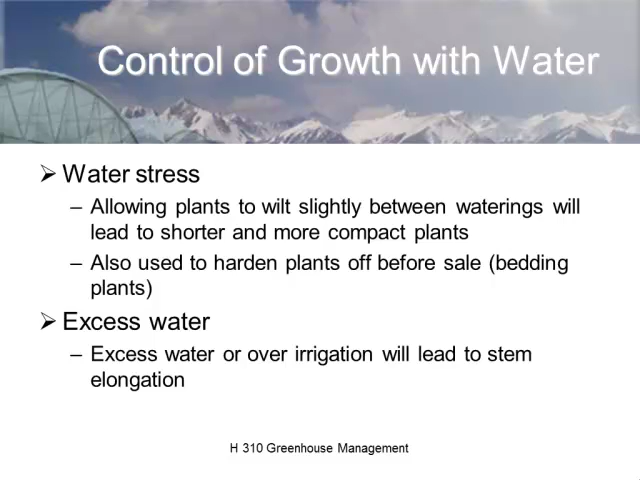 Control of Growth with Water
➢ Water stress
– Allowing plants to wilt slightly between waterings will
lead to shorter and more compact plants
– Also used to harden plants off before sale (bedding
plants)
➢ Excess water
– Excess water or over irrigation will lead to stem
elongation
H 310 Greenhouse Management